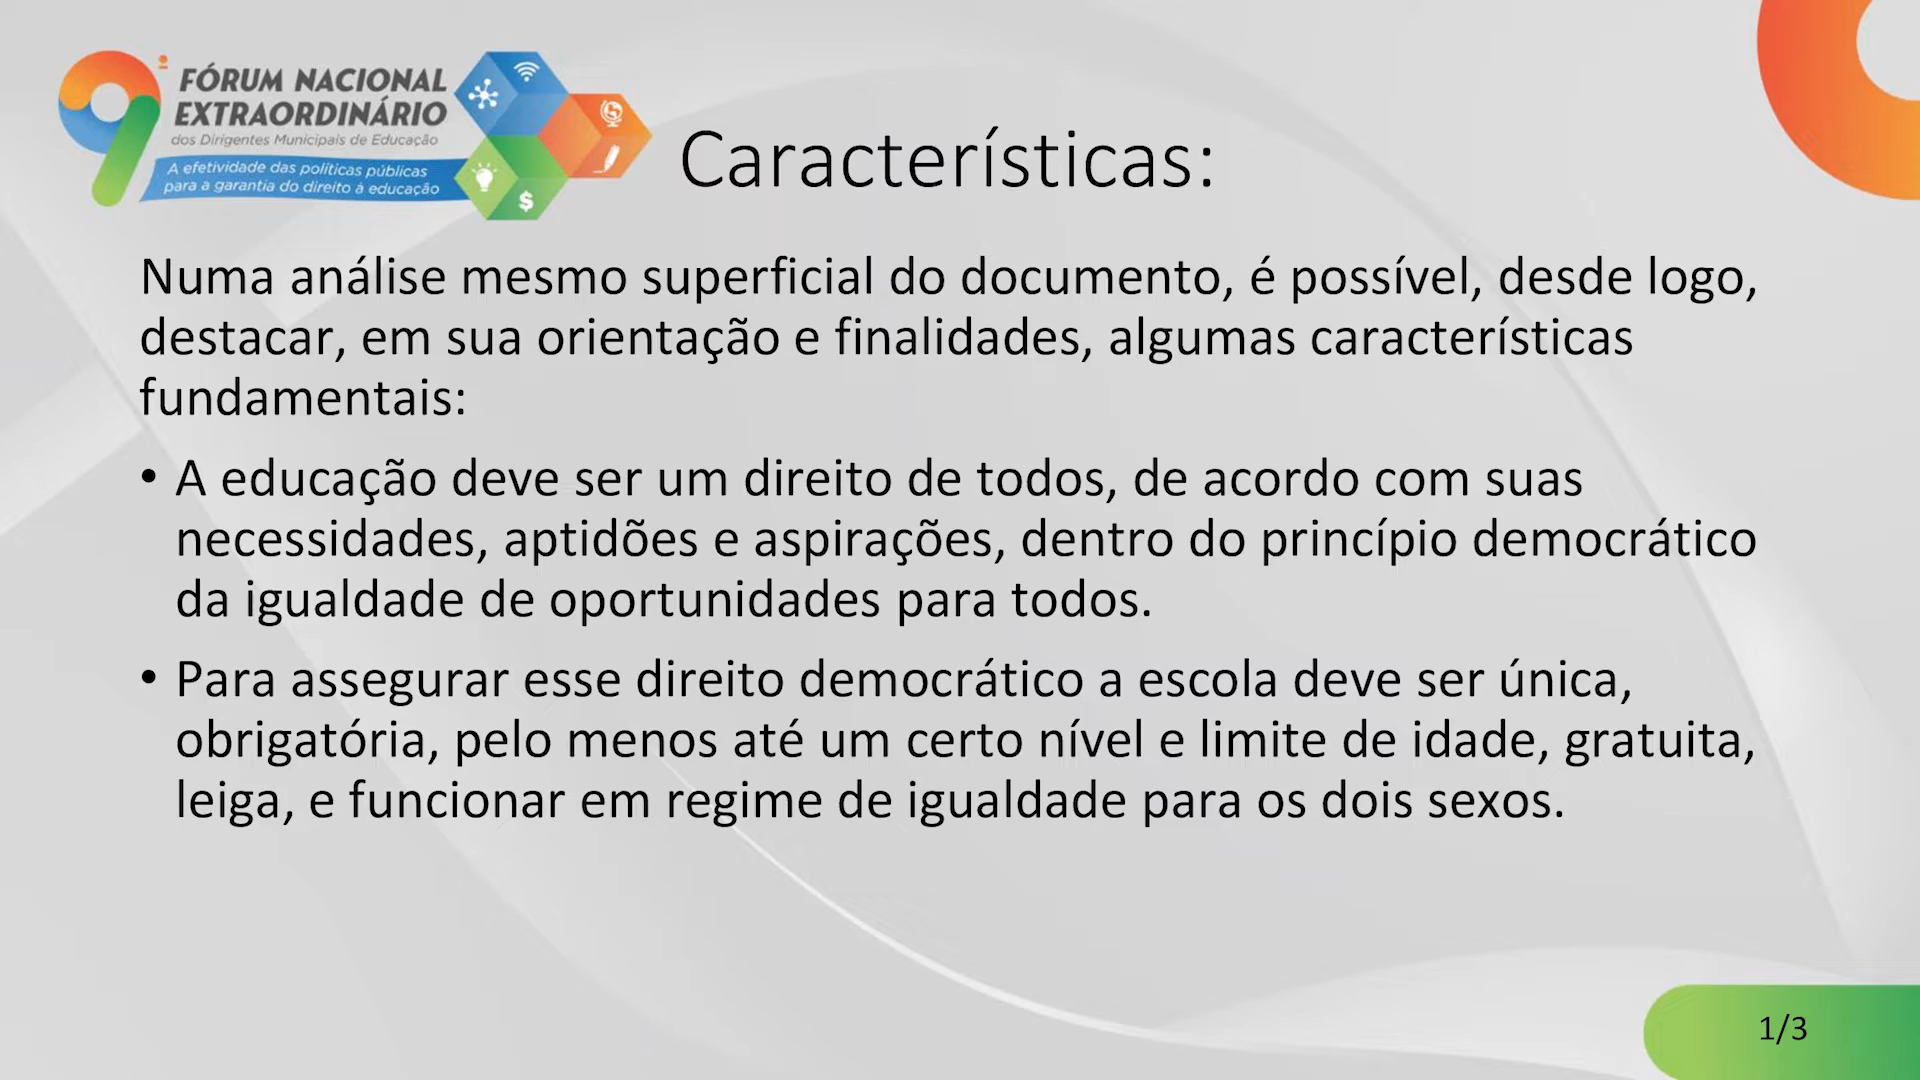 9º
FÓRUM NACIONAL
EXTRAORDINÁRIO
dos Dirigentes Municipais de Educação
A efetividade das políticas públicas
para a garantia do direito à educação
$
Características:
Numa análise mesmo superficial do documento, é possível, desde logo,
destacar, em sua orientação e finalidades, algumas características
fundamentais:
• A educação deve ser um direito de todos, de acordo com suas
necessidades, aptidões e aspirações, dentro do princípio democrático
da igualdade de oportunidades para todos.
• Para assegurar esse direito democrático a escola deve ser única,
obrigatória, pelo menos até um certo nível e limite de idade, gratuita,
leiga, e funcionar em regime de igualdade para os dois sexos.
1/3